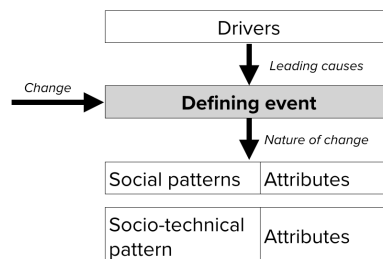 Drivers
Leading causes
Change
Defining event
Nature of change
Social patterns Attributes
Socio-technical
pattern
Attributes